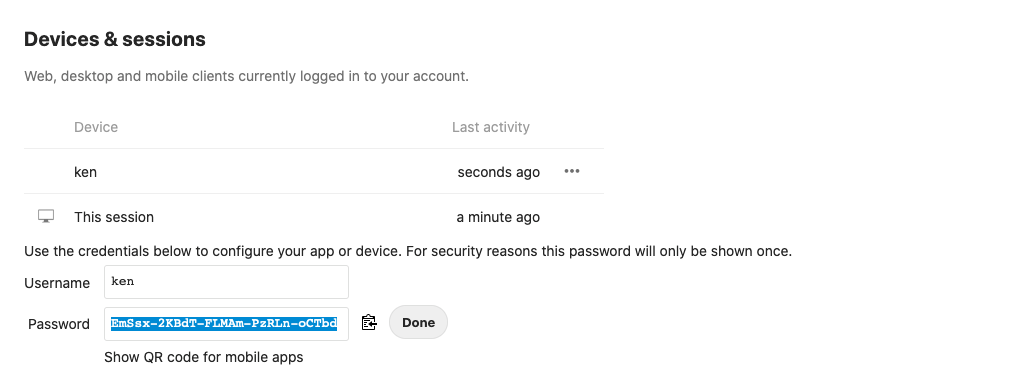 Devices & sessions
Web, desktop and mobile clients currently logged in to your account.
Device Last activity
ken seconds ago
This session a minute ago
Use the credentials below to configure your app or device. For security reasons this password will only be shown once.
Username ken
Password EmSsx-2KBdT-FLMAm-PzRLn-oCTbd Done
Show QR code for mobile apps